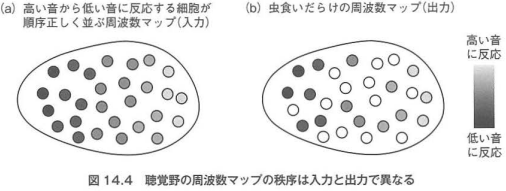 (a) 高い音から低い音に反応する細胞が
順序正しく並ぶ周波数マップ(入力)
(b) 虫食いだらけの周波数マップ(出力)
高い音
に反応
低い音
に反応
図 14.4 聴覚野の周波数マップの秩序は入力と出力で異なる